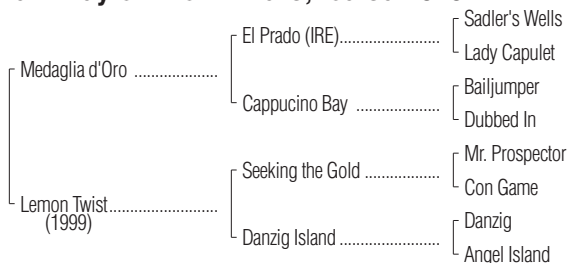 Sadler's Wells
El Prado (IRE)....................
Lady Capulet
Medaglia d'Oro ....................
Bailjumper
Cappucino Bay ....................
Dubbed In
Mr. Prospector
Seeking the Gold ..................
Con Game
Lemon Twist..........................
(1999)
Danzig
Danzig Island ........................
Angel Island